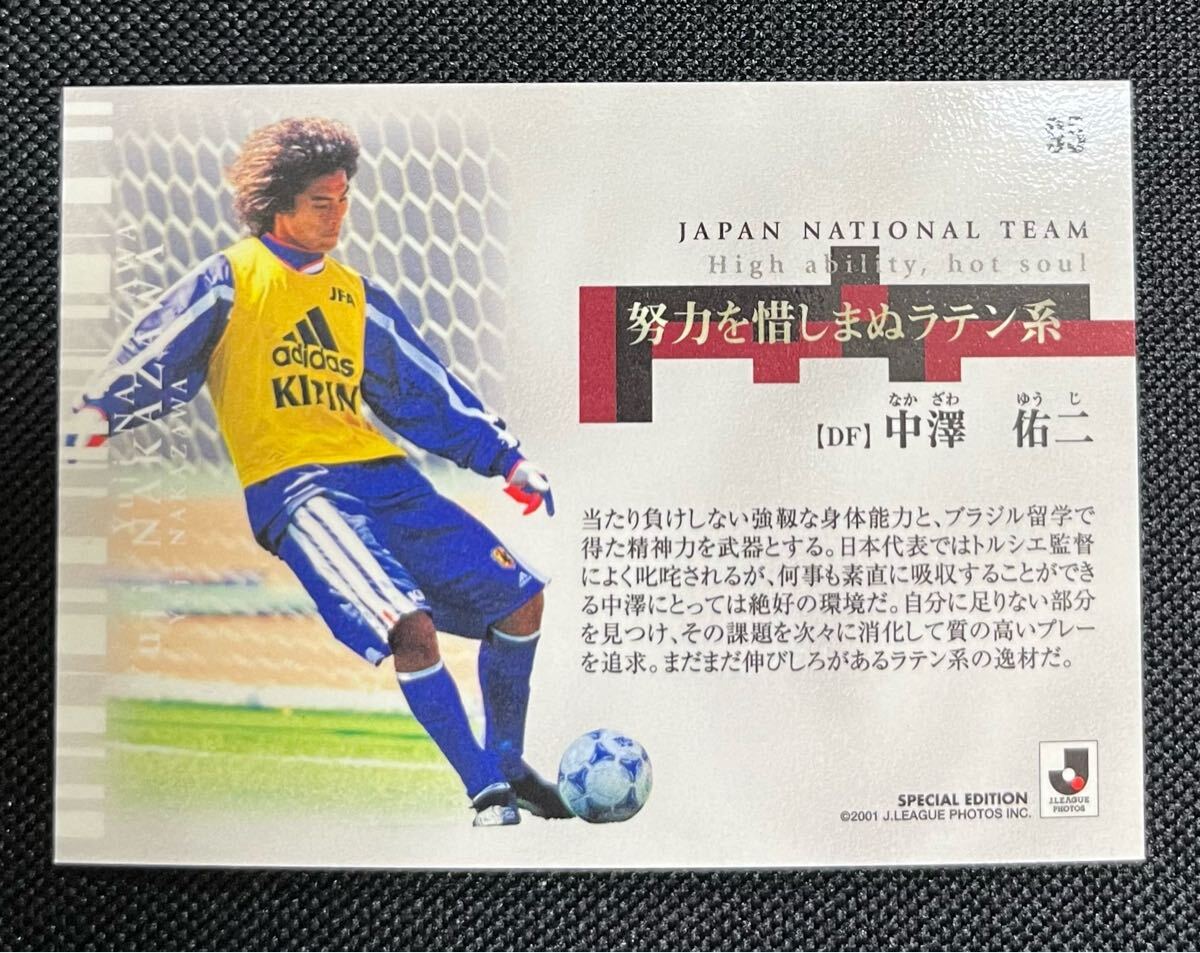 35
JAPAN NATIONAL TEAM
High ability, hot soul
努力を惜しまぬラテン系
なか ざわ ゆう じ
【DF】 中澤 佑二
当たり負けしない強靱な身体能力と、ブラジル留学で
得た精神力を武器とする。日本代表ではトルシエ監督
によく叱咤されるが、何事も素直に吸収することができ
る中澤にとっては絶好の環境だ。自分に足りない部分
を見つけ、その課題を次々に消化して質の高いプレー
を追求。まだまだ伸びしろがあるラテン系の逸材だ。
SPECIAL EDITION
©2001 J.LEAGUE PHOTOS INC.
J.LEAGUE
PHOTOS
JFA
adidas
KIRIN
NAKAZAWA
NAKAZAWA